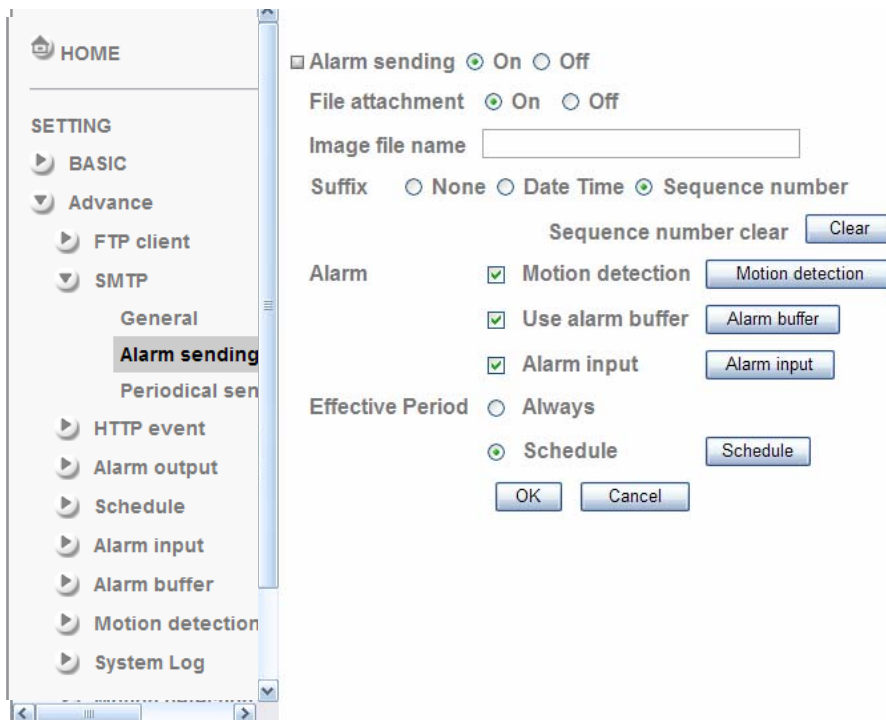 HOME
SETTING
BASIC
Advance
FTP client
SMTP
General
Alarm sending
Periodical sen
HTTP event
Alarm output
Schedule
Alarm input
Alarm buffer
Motion detection
System Log
Alarm sending On Off
File attachment On Off
Image file name
Suffix None Date Time Sequence number
Sequence number clear Clear
Alarm Motion detection Motion detection
Use alarm buffer Alarm buffer
Alarm input Alarm input
Effective Period Always
Schedule Schedule
OK Cancel